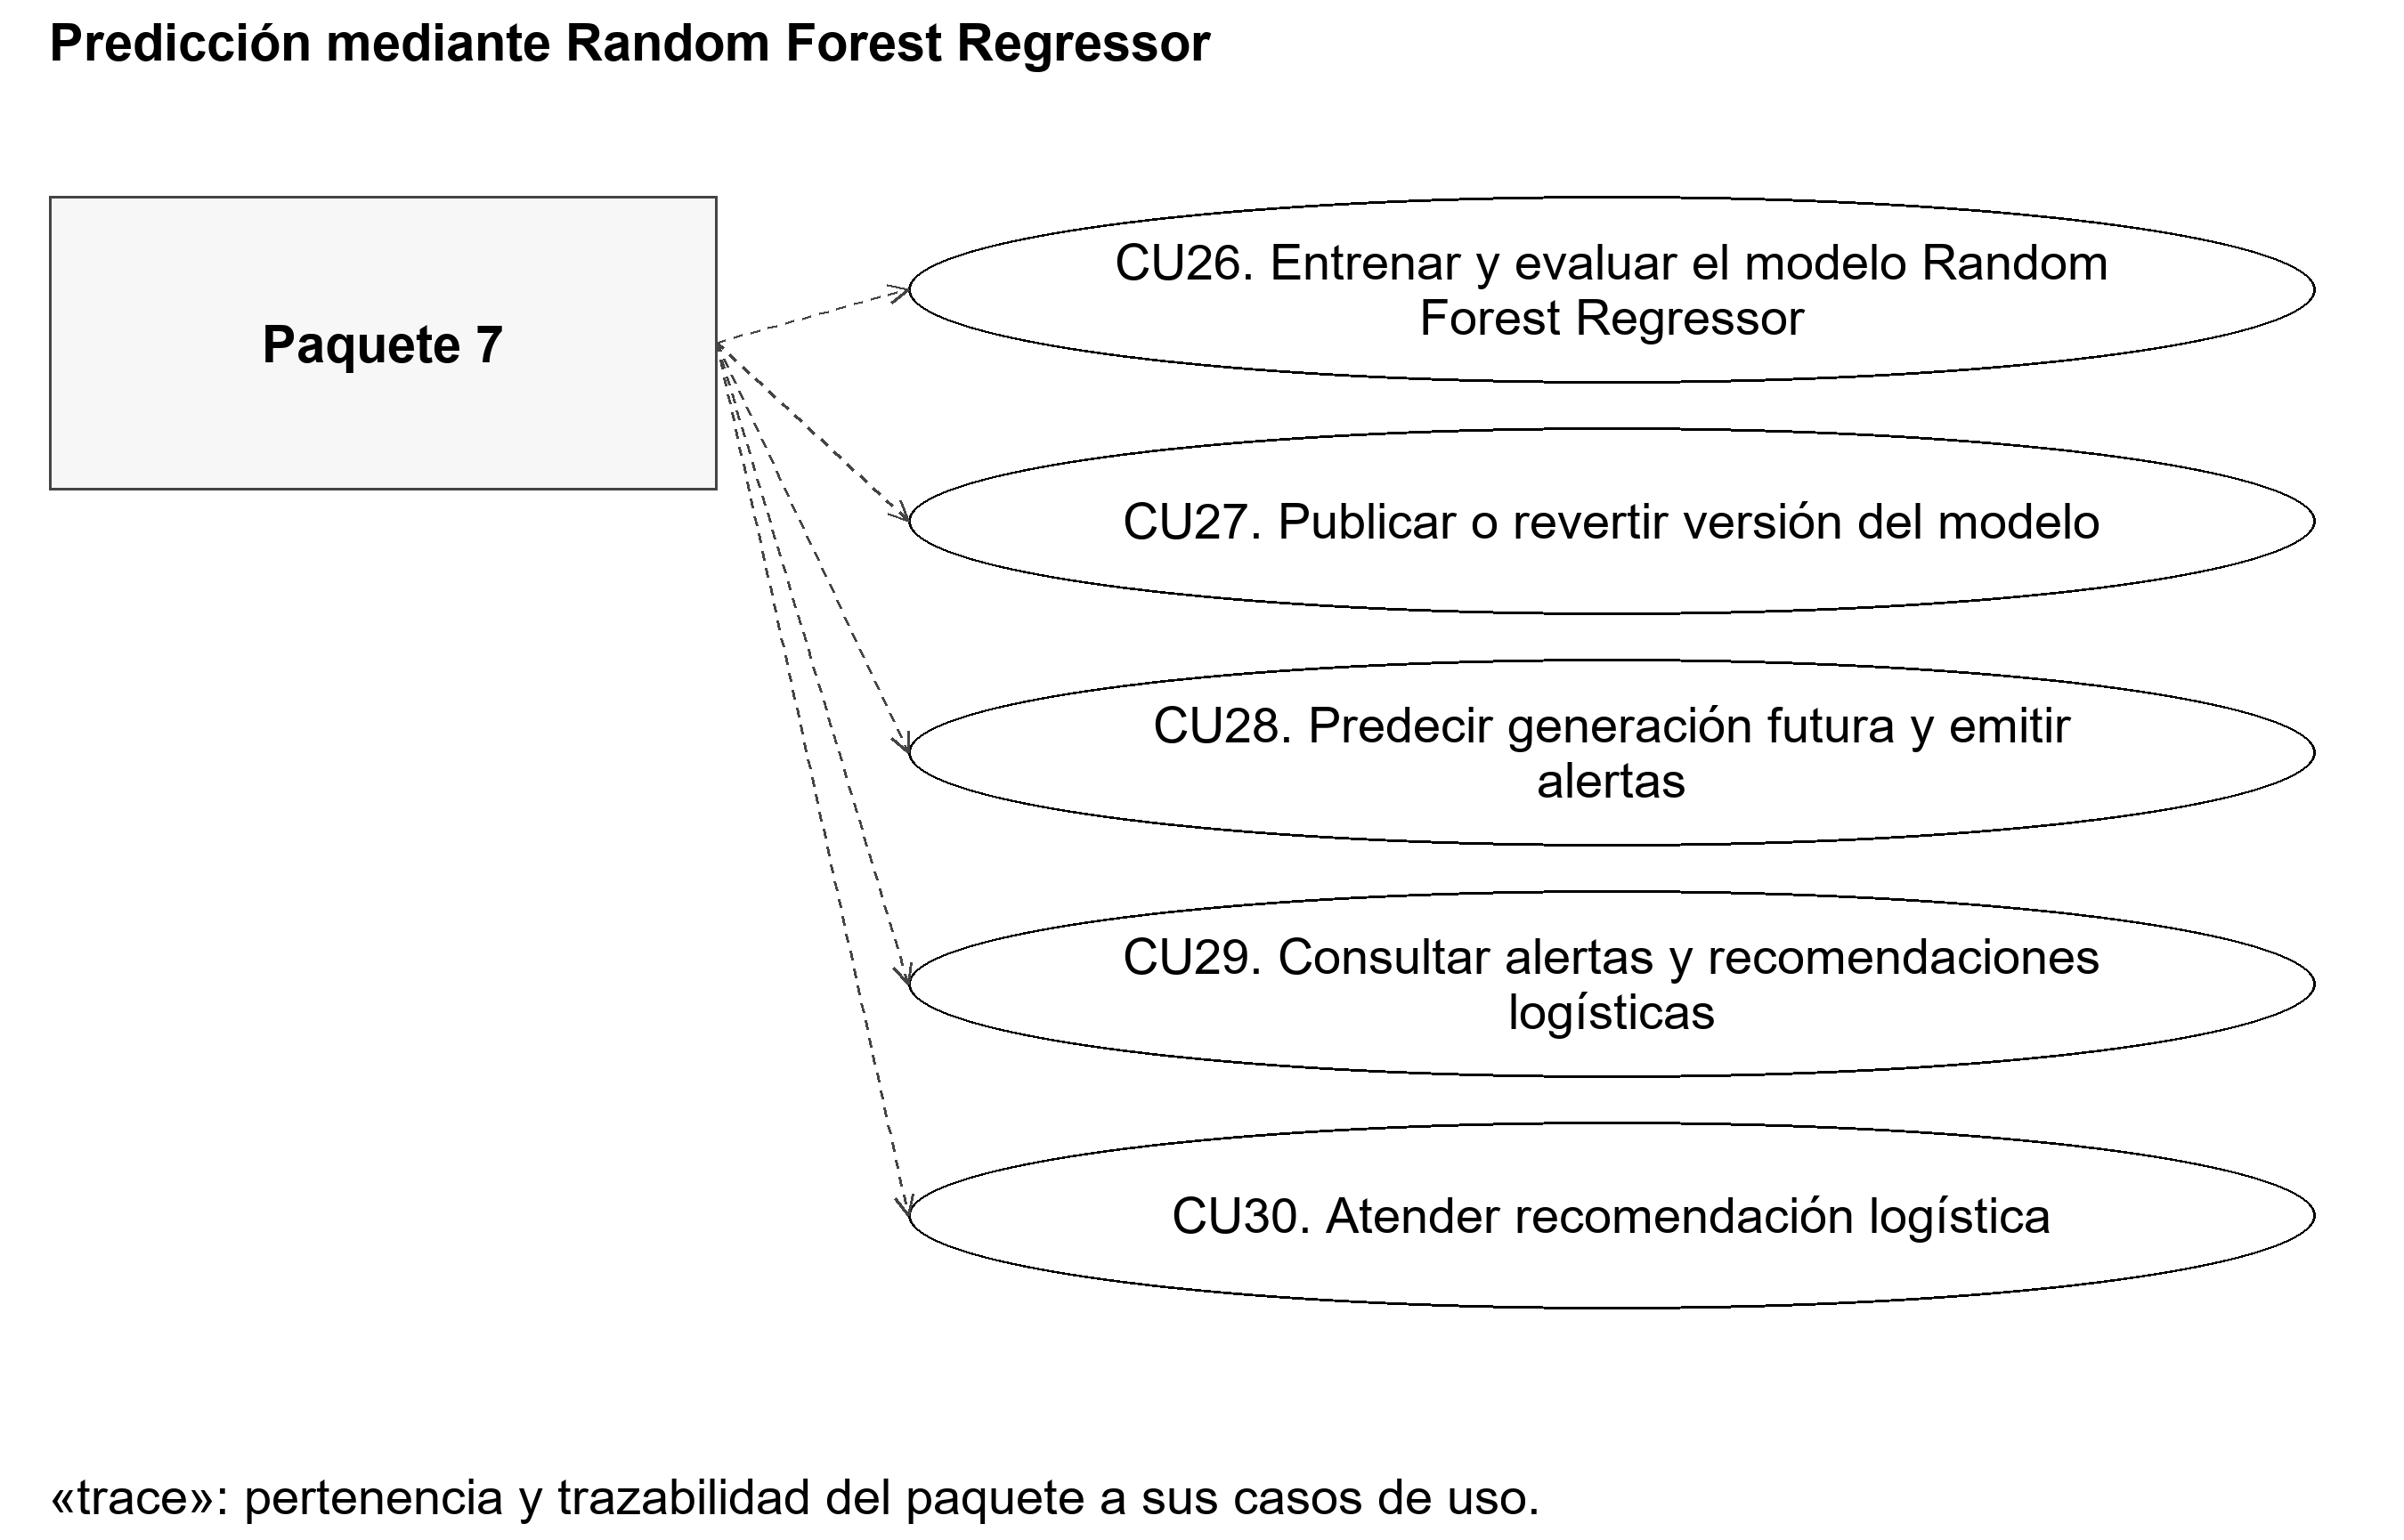 Predicción mediante Random Forest Regressor
Paquete 7
CU26. Entrenar y evaluar el modelo Random
Forest Regressor
CU27. Publicar o revertir versión del modelo
CU28. Predecir generación futura y emitir
alertas
CU29. Consultar alertas y recomendaciones
logísticas
CU30. Atender recomendación logística
«trace»: pertenencia y trazabilidad del paquete a sus casos de uso.